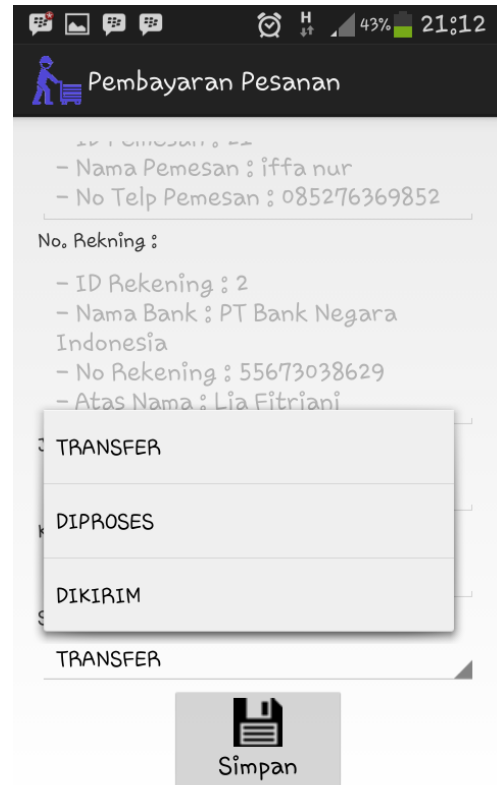 H
43%
21:12
Pembayaran Pesanan
- Nama Pemesan : iffa nur
- No Telp Pemesan : 085276369852
No. Rekning :
- ID Rekening : 2
- Nama Bank : PT Bank Negara
Indonesia
- No Rekening : 55673038629
- Atas Nama : Lia Fitriani
TRANSFER
DIPROSES
DIKIRIM
TRANSFER
Simpan